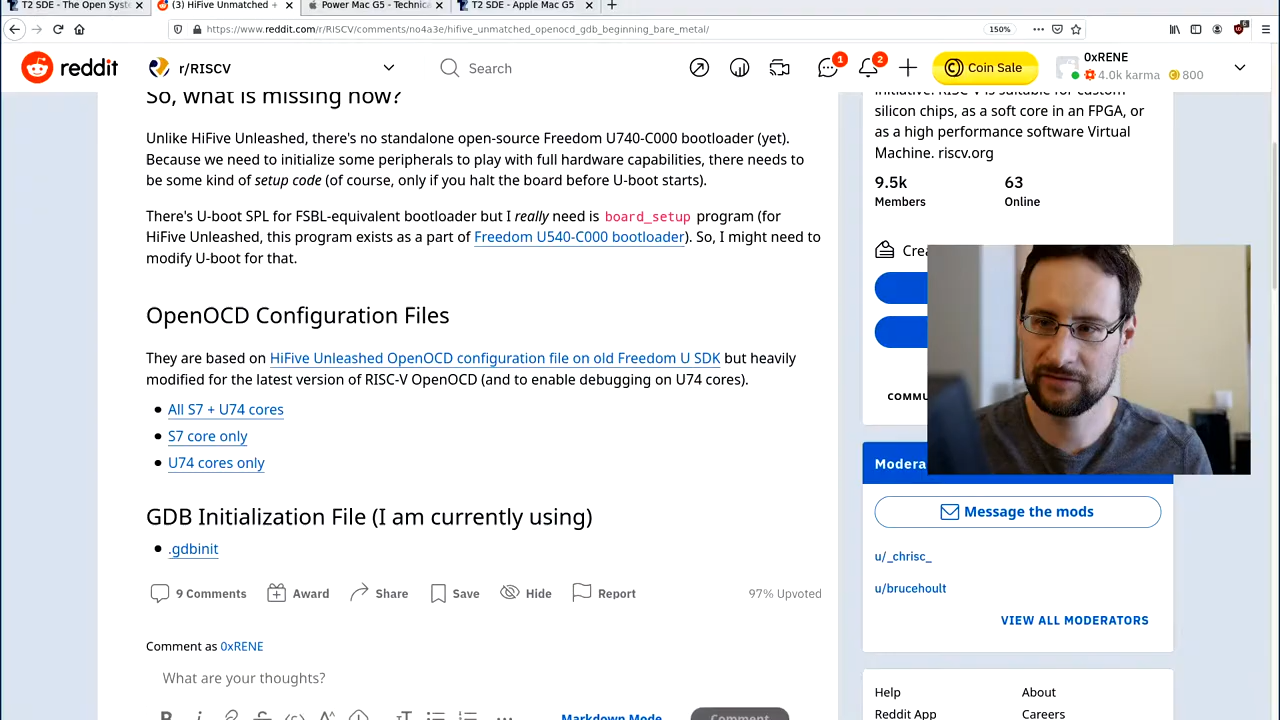 T2 SDE - The Open Syste
(3) HiFive Unmatched +
Power Mac G5 - Technica
T2 SDE - Apple Mac G5
https://www.reddit.com/r/RISCV/comments/no4a3e/hifive_unmatched_openocd_gdb_beginning_bare_metal/
150%
reddit
r/RISCV
Search
1
2
Coin Sale
0xRENE
4.0k karma
800
So, what is missing now?
Unlike HiFive Unleashed, there's no standalone open-source Freedom U740-C000 bootloader (yet).
Because we need to initialize some peripherals to play with full hardware capabilities, there needs to
be some kind of setup code (of course, only if you halt the board before U-boot starts).
There's U-boot SPL for FSBL-equivalent bootloader but I really need is board_setup program (for
HiFive Unleashed, this program exists as a part of Freedom U540-C000 bootloader). So, I might need to
modify U-boot for that.
OpenOCD Configuration Files
They are based on HiFive Unleashed OpenOCD configuration file on old Freedom U SDK but heavily
modified for the latest version of RISC-V OpenOCD (and to enable debugging on U74 cores).
All S7 + U74 cores
S7 core only
U74 cores only
GDB Initialization File (I am currently using)
.gdbinit
9 Comments
Award
Share
Save
Hide
Report
97% Upvoted
Comment as 0xRENE
What are your thoughts?
Markdown Mode
Comment
initiative. RISC-V is suitable for custom
silicon chips, as a soft core in an FPGA, or
as a high performance software Virtual
Machine. riscv.org
9.5k
63
Members
Online
Crea
COMMU
Modera
Message the mods
u/_chrisc_
u/brucehoult
VIEW ALL MODERATORS
Help
About
Reddit App
Careers